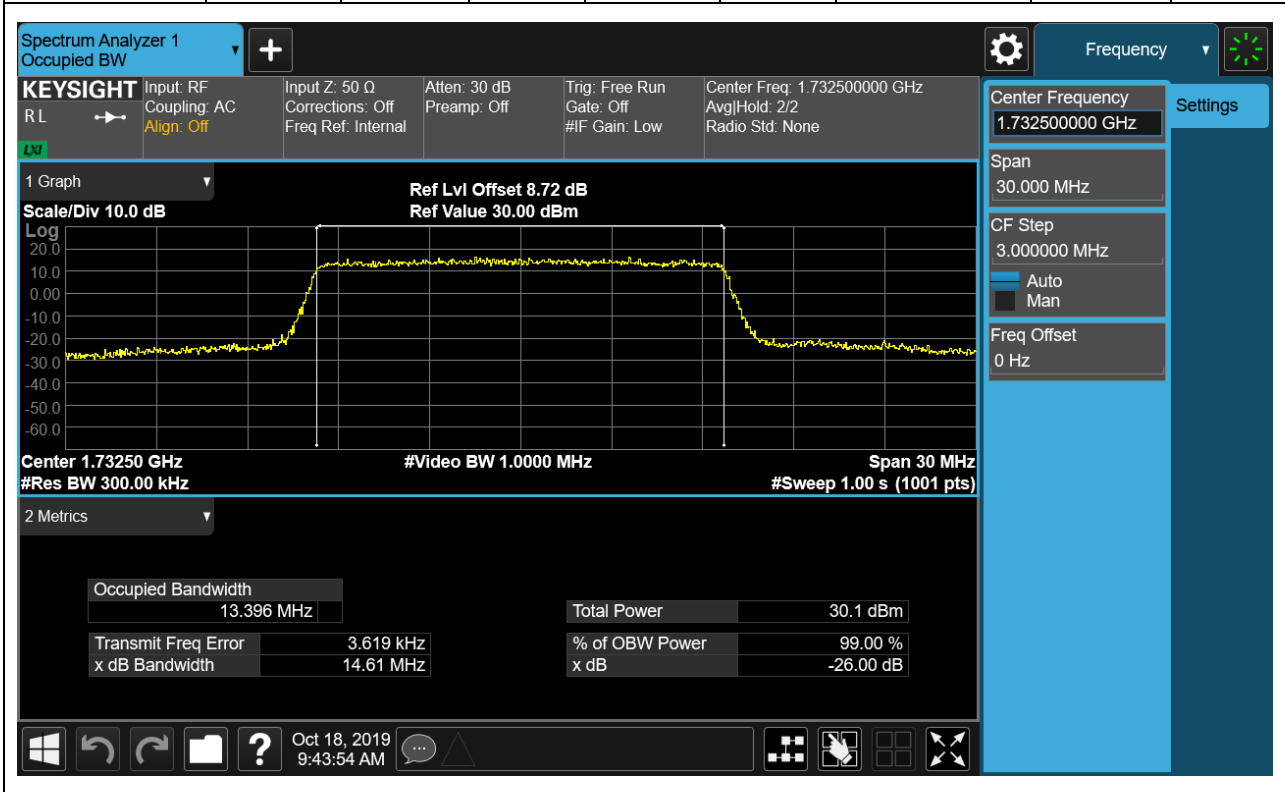 Spectrum Analyzer 1
Occupied BW
Frequency
KEYSIGHT
R L
LXI
Input: RF
Coupling: AC
Align: Off
Input Z: 50 Ω
Corrections: Off
Freq Ref: Internal
Atten: 30 dB
Preamp: Off
Trig: Free Run
Gate: Off
#IF Gain: Low
Center Freq: 1.732500000 GHz
Avg|Hold: 2/2
Radio Std: None
Center Frequency
1.732500000 GHz
Settings
Span
30.000 MHz
CF Step
3.000000 MHz
Auto
Man
Freq Offset
0 Hz
1 Graph
Scale/Div 10.0 dB
Ref Lvl Offset 8.72 dB
Ref Value 30.00 dBm
Log
20.0
10.0
0.00
-10.0
-20.0
-30.0
-40.0
-50.0
-60.0
Center 1.73250 GHz
#Video BW 1.0000 MHz
Span 30 MHz
#Res BW 300.00 kHz
#Sweep 1.00 s (1001 pts)
2 Metrics
Occupied Bandwidth
13.396 MHz
Total Power 30.1 dBm
Transmit Freq Error 3.619 kHz
% of OBW Power 99.00 %
x dB Bandwidth 14.61 MHz
x dB -26.00 dB
?
Oct 18, 2019
9:43:54 AM